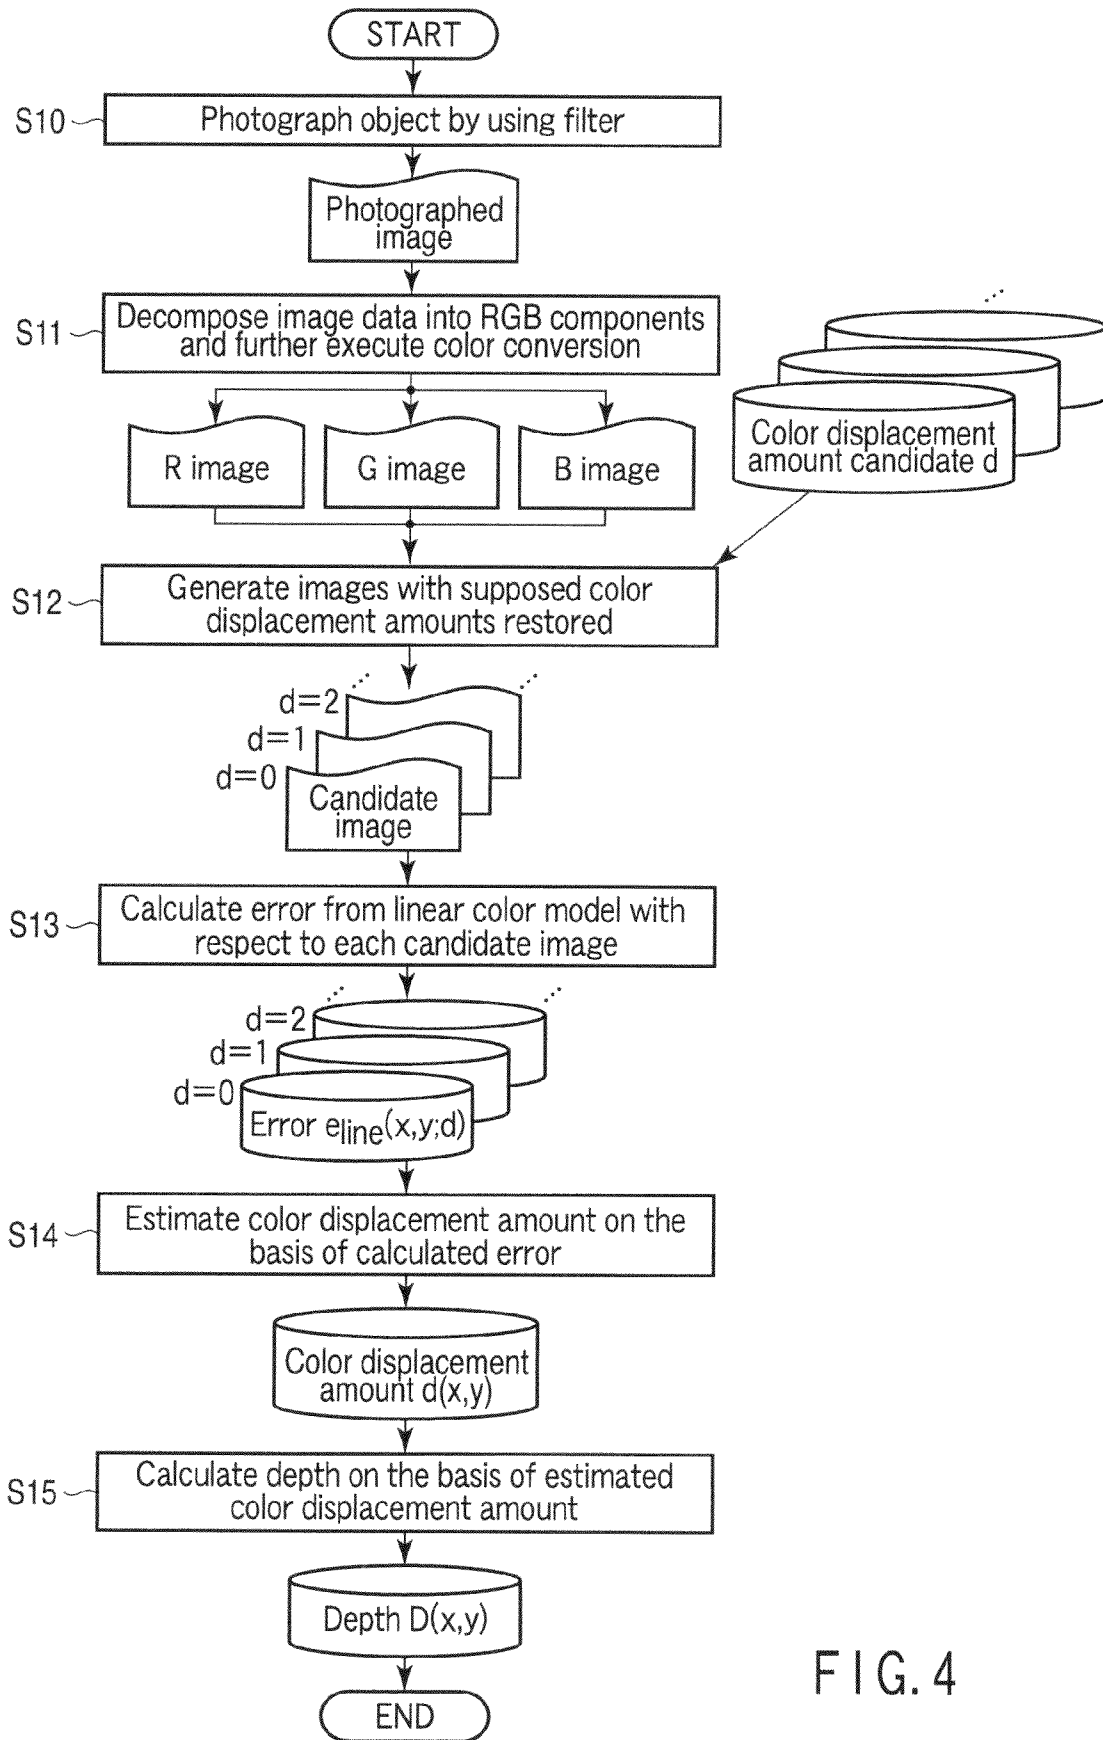 START
S10
Photograph object by using filter
Photographed
image
S11
Decompose image data into RGB components
and further execute color conversion
R image
G image
B image
Color displacement
amount candidate d
S12
Generate images with supposed color
displacement amounts restored
d=2
d=1
d=0
Candidate
image
S13
Calculate error from linear color model with
respect to each candidate image
d=2
d=1
d=0
Error eline(x,y;d)
S14
Estimate color displacement amount on the
basis of calculated error
Color displacement
amount d(x,y)
S15
Calculate depth on the basis of estimated
color displacement amount
Depth D(x,y)
END
FIG. 4